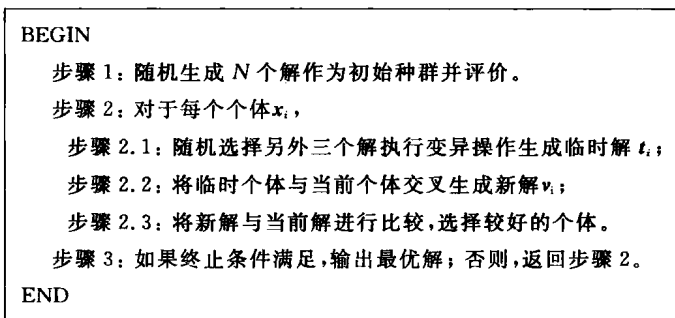 BEGIN
步骤 1: 随机生成 N 个解作为初始种群并评价。
步骤 2: 对于每个个体xᵢ,
步骤 2.1: 随机选择另外三个解执行变异操作生成临时解 tᵢ;
步骤 2.2: 将临时个体与当前个体交叉生成新解vᵢ;
步骤 2.3: 将新解与当前解进行比较,选择较好的个体。
步骤 3: 如果终止条件满足,输出最优解; 否则,返回步骤 2。
END